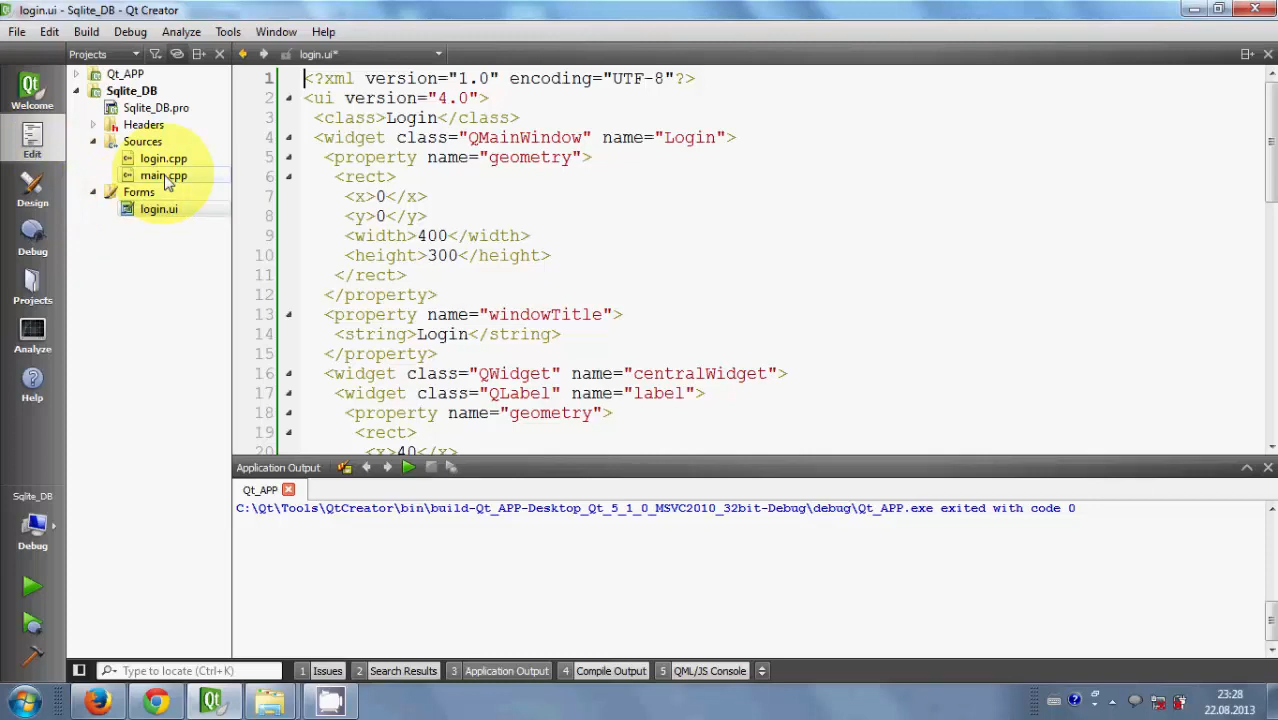 login.ui - Sqlite_DB - Qt Creator
File Edit Build Debug Analyze Tools Window Help
Projects login.ui*
Welcome
Edit
Design
Debug
Projects
Analyze
Help
Sqlite_DB
Debug
Qt_APP
Sqlite_DB
Sqlite_DB.pro
Headers
Sources
login.cpp
main.cpp
Forms
login.ui
1 <?xml version="1.0" encoding="UTF-8"?>
2 <ui version="4.0">
3 <class>Login</class>
4 <widget class="QMainWindow" name="Login">
5 <property name="geometry">
6 <rect>
7 <x>0</x>
8 <y>0</y>
9 <width>400</width>
10 <height>300</height>
11 </rect>
12 </property>
13 <property name="windowTitle">
14 <string>Login</string>
15 </property>
16 <widget class="QWidget" name="centralWidget">
17 <widget class="QLabel" name="label">
18 <property name="geometry">
19 <rect>
20 <x>40</x>
Application Output
Qt_APP
C:\Qt\Tools\QtCreator\bin\build-Qt_APP-Desktop_Qt_5_1_0_MSVC2010_32bit-Debug\debug\Qt_APP.exe exited with code 0
Type to locate (Ctrl+K) 1 Issues 2 Search Results 3 Application Output 4 Compile Output 5 QML/JS Console
23:28
22.08.2013